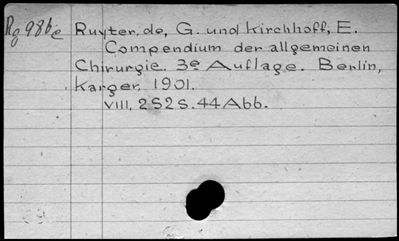 Rg 98be Ruyter, de, G. und Kirchhoff, E.
Compendium der allgemeinen
Chirurgie. 3e Auflage. Berlin,
Karger, 1901.
VIII, 252 S. 44 Abb.